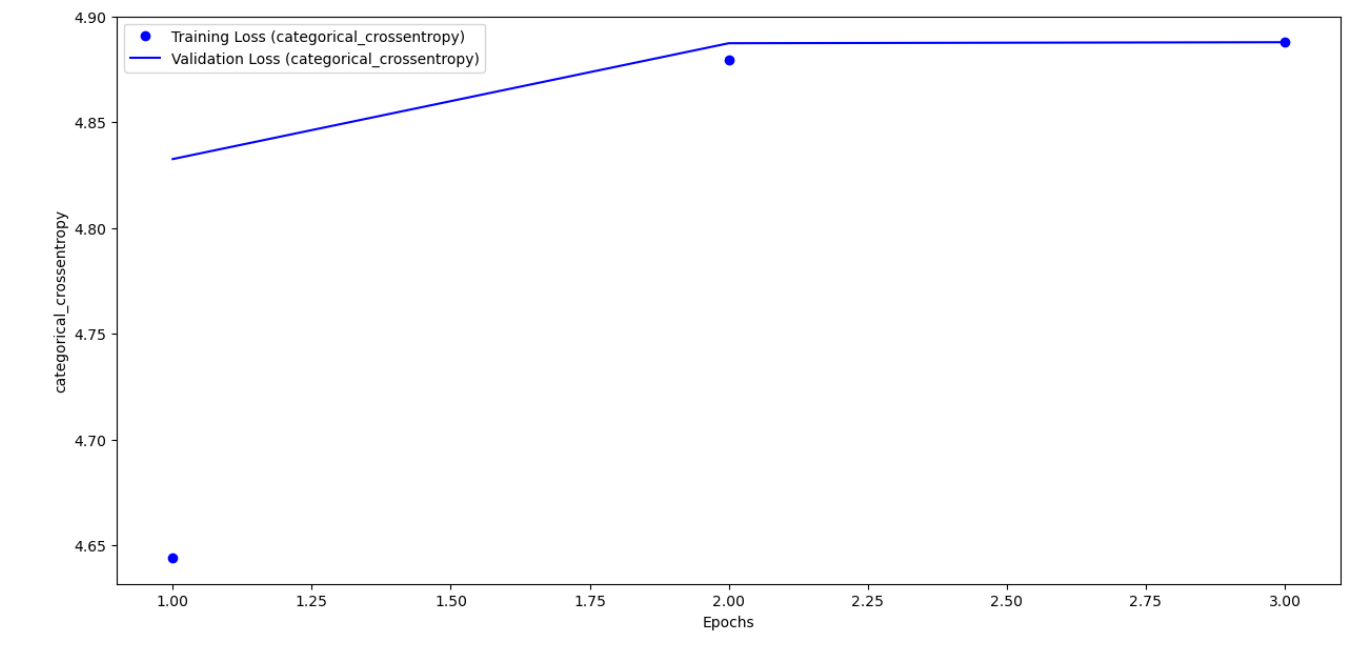 4.90
Training Loss (categorical_crossentropy)
Validation Loss (categorical_crossentropy)
4.85
4.80
categorical_crossentropy
4.75
4.70
4.65
1.00 1.25 1.50 1.75 2.00 2.25 2.50 2.75 3.00
Epochs